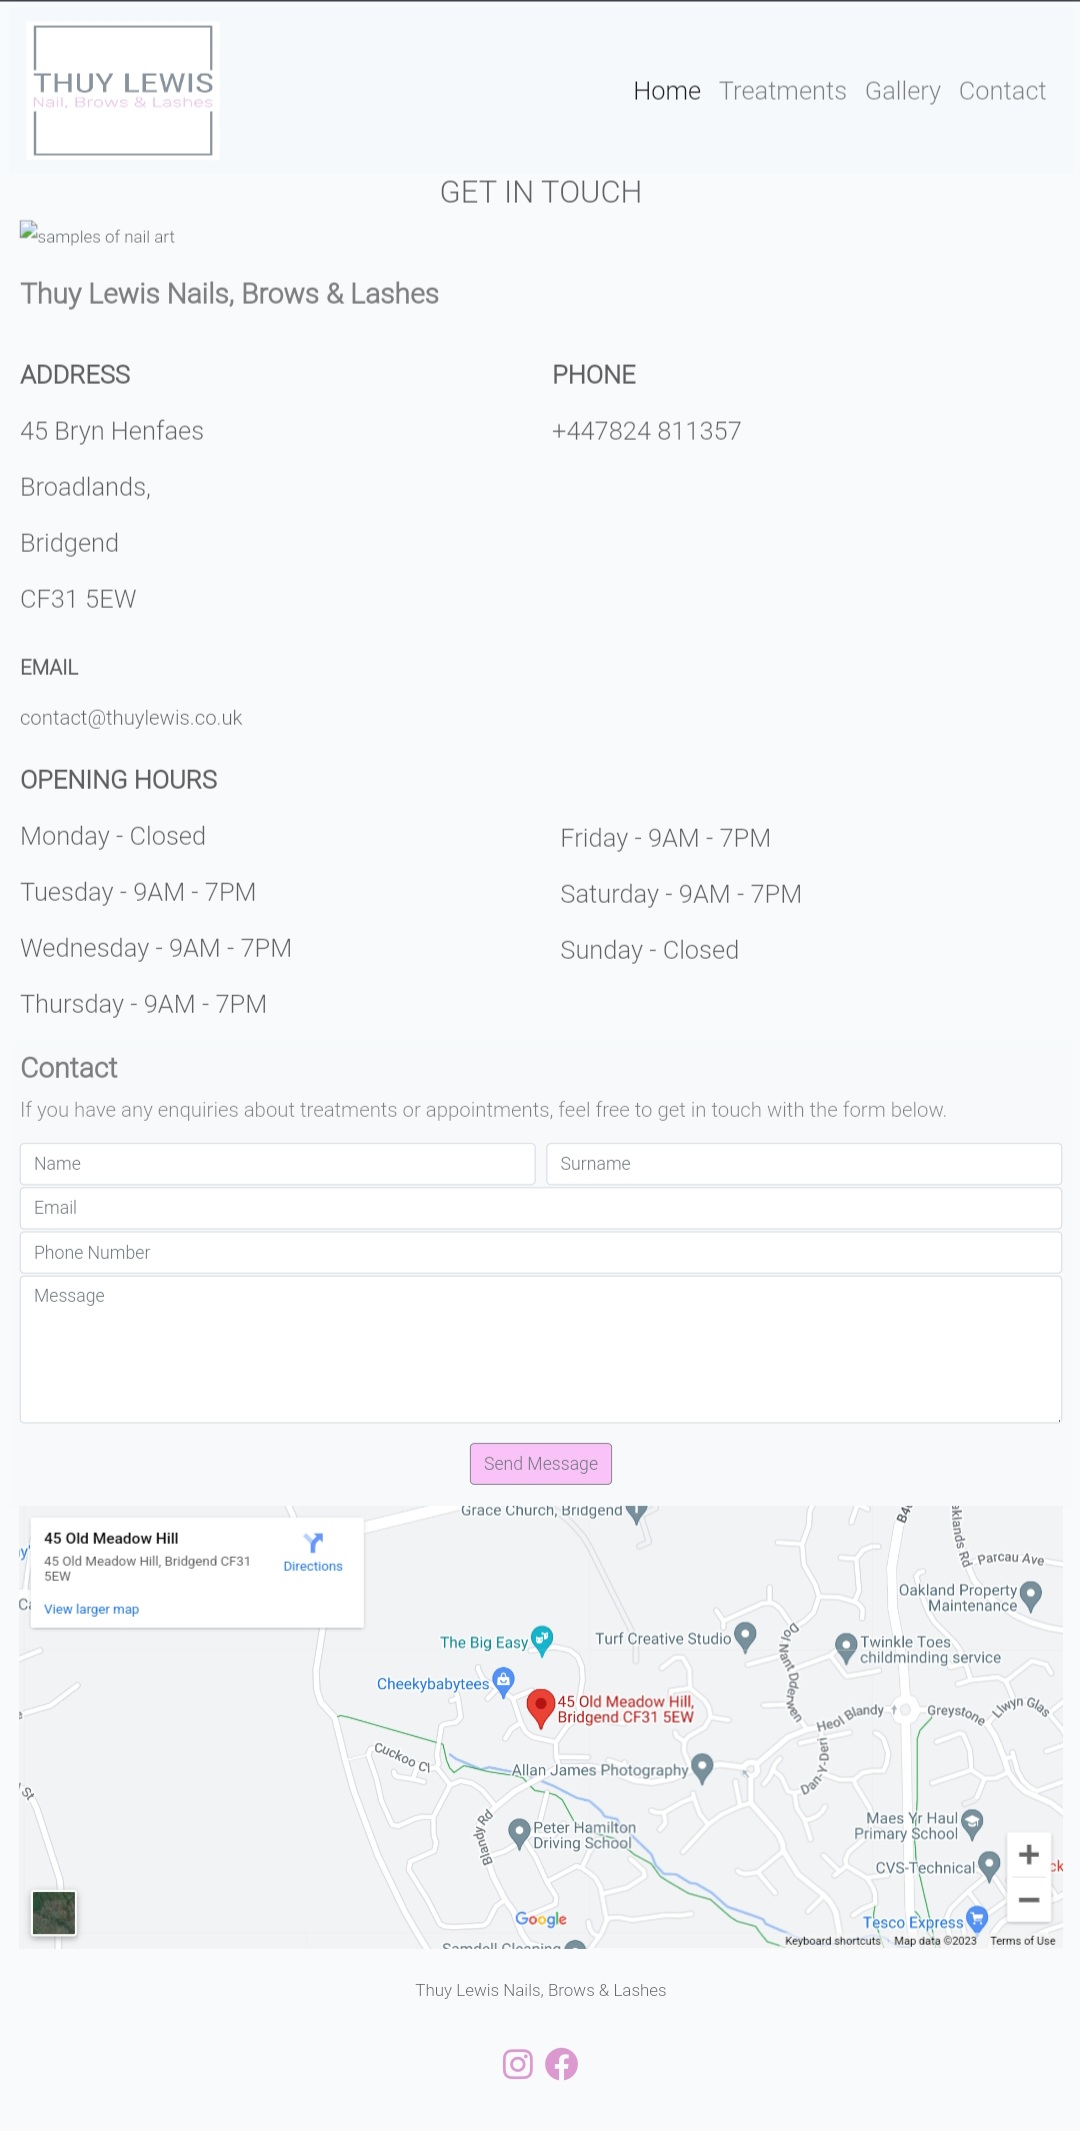 THUY LEWIS
Nail, Brows & Lashes
Home Treatments Gallery Contact
GET IN TOUCH
samples of nail art
Thuy Lewis Nails, Brows & Lashes
ADDRESS
45 Bryn Henfaes
Broadlands,
Bridgend
CF31 5EW
PHONE
+447824 811357
EMAIL
contact@thuylewis.co.uk
OPENING HOURS
Monday - Closed
Tuesday - 9AM - 7PM
Wednesday - 9AM - 7PM
Thursday - 9AM - 7PM
Friday - 9AM - 7PM
Saturday - 9AM - 7PM
Sunday - Closed
Contact
If you have any enquiries about treatments or appointments, feel free to get in touch with the form below.
Name
Surname
Email
Phone Number
Message
Send Message
45 Old Meadow Hill
45 Old Meadow Hill, Bridgend CF31
5EW
Directions
View larger map
Grace Church, Bridgend
Parcau Ave
Oakland Property
Maintenance
The Big Easy
Turf Creative Studio
Dol Nant Dderwen
Twinkle Toes
childminding service
Cheekybabytees
45 Old Meadow Hill,
Bridgend CF31 5EW
Heol Blandy
Greystone
Llwyn Glas
Cuckoo Cl
Allan James Photography
Dan-Y-Deri
Blandy Rd
Peter Hamilton
Driving School
Maes Yr Haul
Primary School
CVS-Technical
St
Google
Tesco Express
Samdell Cleaning
Keyboard shortcuts Map data ©2023 Terms of Use
Thuy Lewis Nails, Brows & Lashes